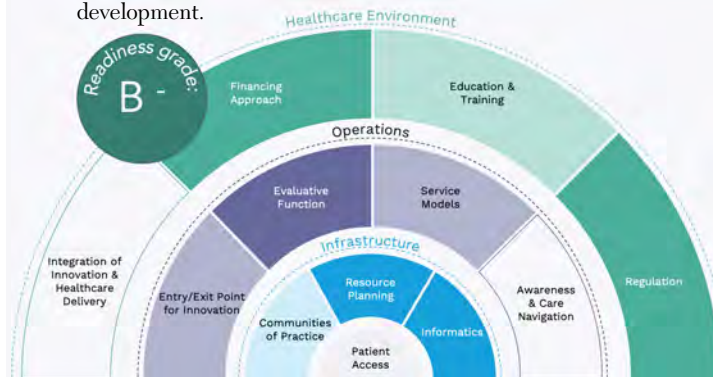 development.
Healthcare Environment
Readiness grade:
B -
Financing
Approach
Education &
Training
Operations
Evaluative
Function
Service
Models
Infrastructure
Integration of
Innovation &
Healthcare
Delivery
Entry/Exit Point
for Innovation
Resource
Planning
Communities
of Practice
Informatics
Awareness
& Care
Navigation
Regulation
Patient
Access